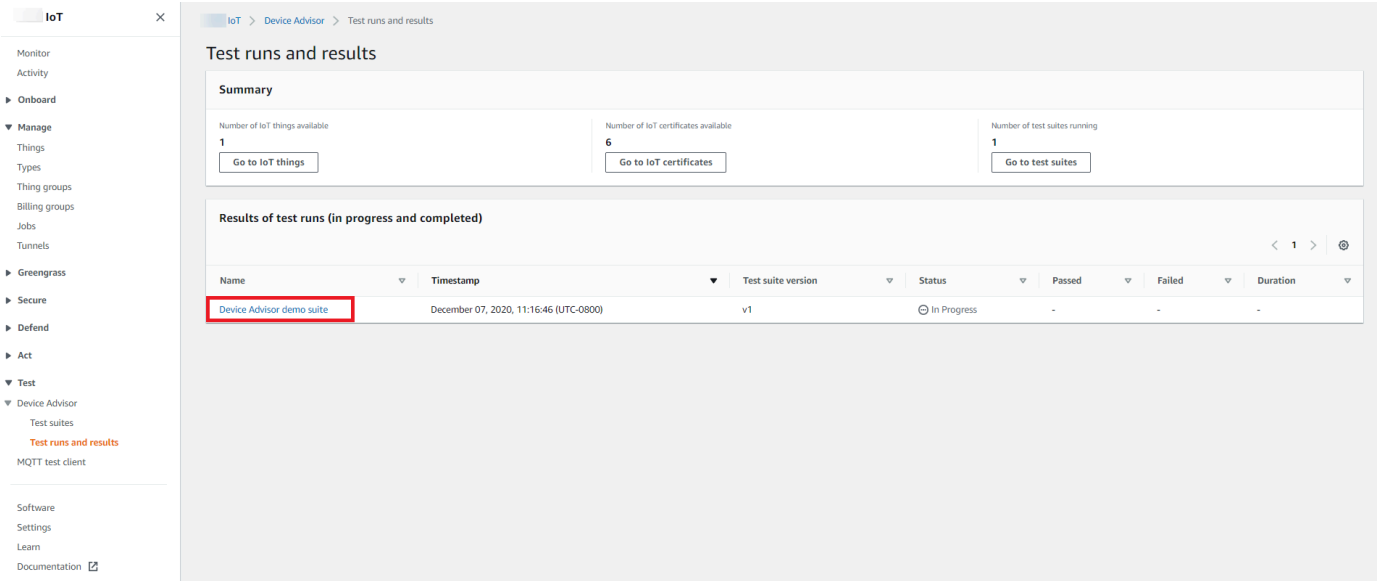 IoT
Monitor
Activity
Onboard
Manage
Things
Types
Thing groups
Billing groups
Jobs
Tunnels
Greengrass
Secure
Defend
Act
Test
Device Advisor
Test suites
Test runs and results
MQTT test client
Software
Settings
Learn
Documentation
IoT > Device Advisor > Test runs and results
Test runs and results
Summary
Number of IoT things available
1
Go to IoT things
Number of IoT certificates available
6
Go to IoT certificates
Number of test suites running
1
Go to test suites
Results of test runs (in progress and completed)
< 1 >
Name Timestamp Test suite version Status Passed Failed Duration
Device Advisor demo suite December 07, 2020, 11:16:46 (UTC-0800) v1 In Progress - - -